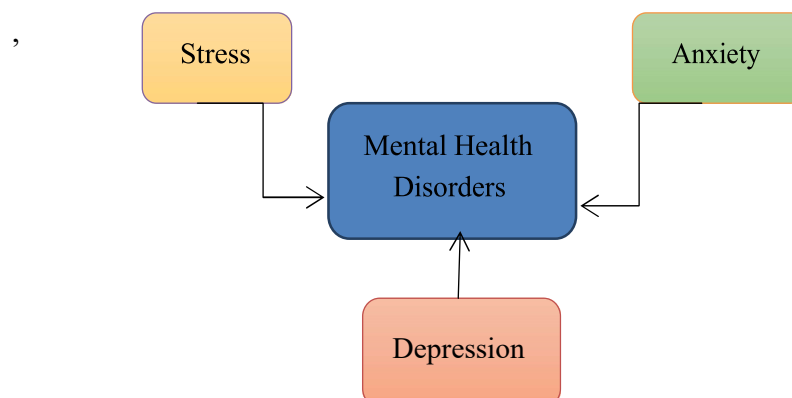 ,
Stress
Anxiety
Mental Health
Disorders
Depression